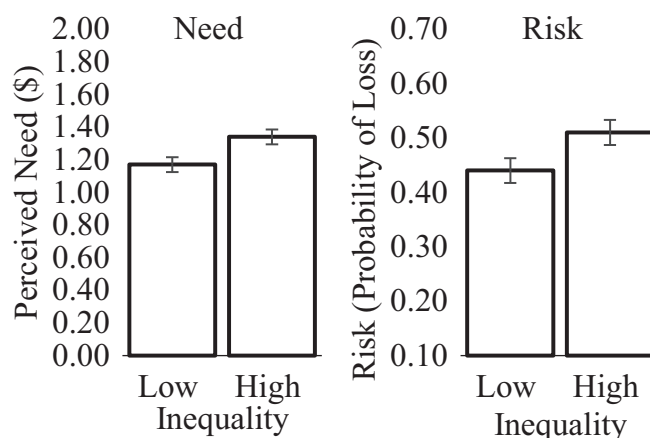 Need
Perceived Need ($)
2.00
1.80
1.60
1.40
1.20
1.00
0.80
0.60
0.40
0.20
0.00
Low High
Inequality
Risk
Risk (Probability of Loss)
0.70
0.60
0.50
0.40
0.30
0.20
0.10
Low High
Inequality